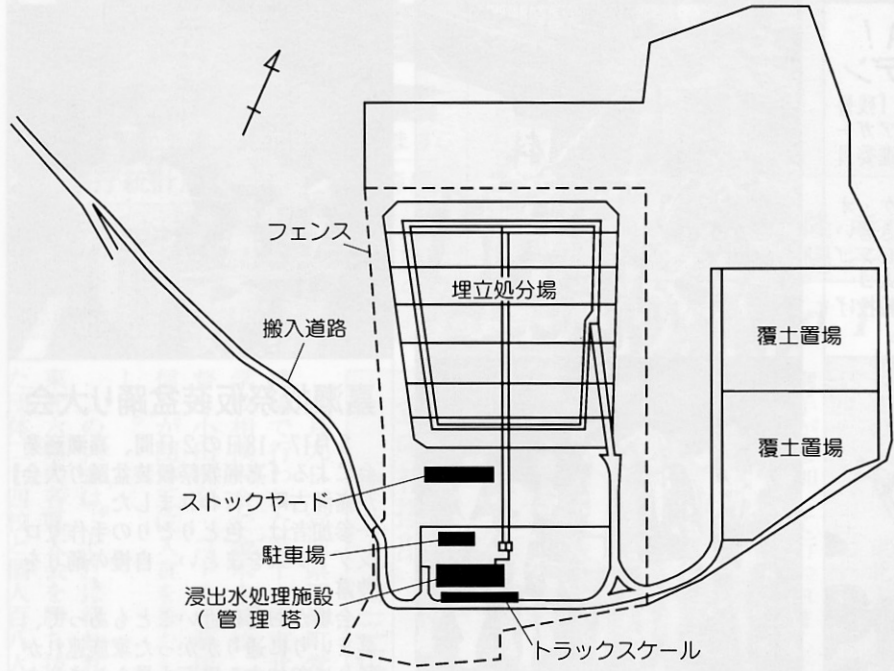 フェンス
埋立処分場
搬入道路
覆土置場
覆土置場
ストックヤード
駐車場
浸出水処理施設
（管理塔）
トラックスケール